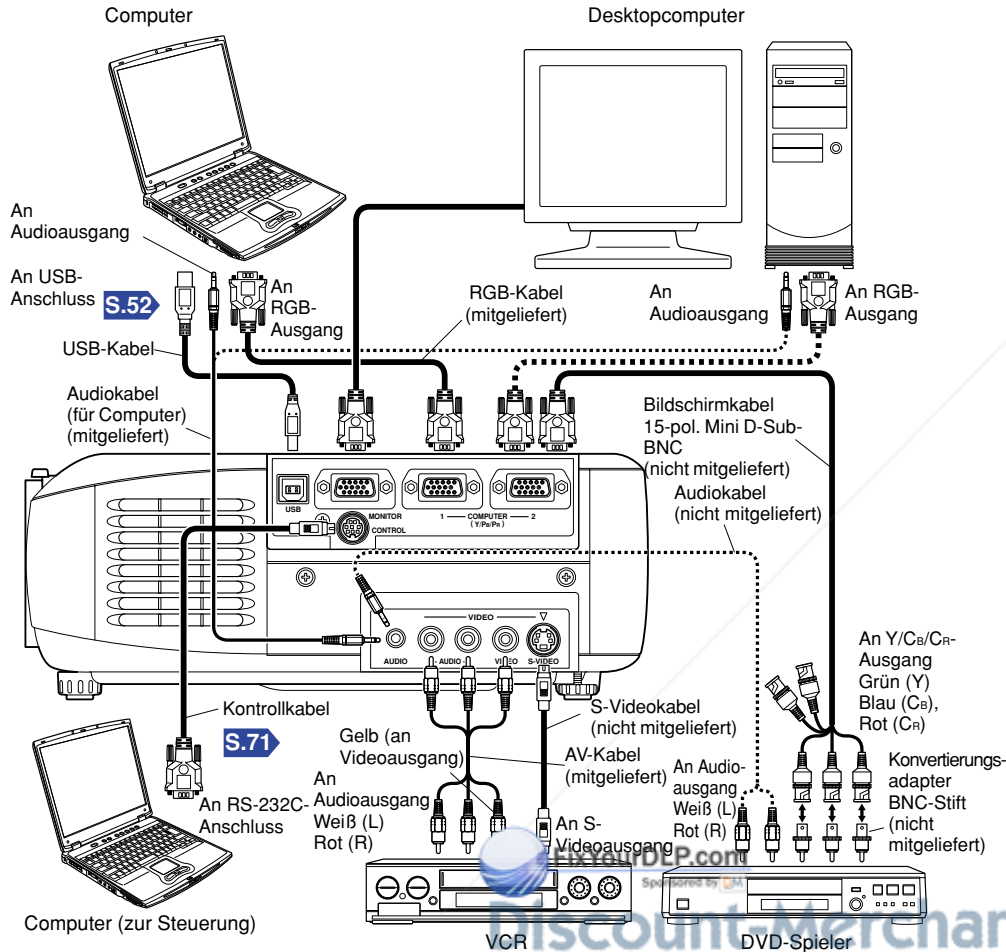 Computer
Desktopcomputer
An
Audioausgang
An USB-
Anschluss
S.52
USB-Kabel
An
RGB-
Ausgang
RGB-Kabel
(mitgeliefert)
An
Audioausgang
An RGB-
Ausgang
Audiokabel
(für Computer)
(mitgeliefert)
Bildschirmkabel
15-pol. Mini D-Sub-
BNC
(nicht mitgeliefert)
Audiokabel
(nicht mitgeliefert)
USB
MONITOR
CONTROL
1 COMPUTER 2
(Y/PB/PR)
VIDEO
AUDIO
- AUDIO -
VIDEO
S-VIDEO
An Y/CB/CR-
Ausgang
Grün (Y)
Blau (CB),
Rot (CR)
Kontrollkabel
S.71
S-Videokabel
(nicht mitgeliefert)
Gelb (an
Videoausgang)
AV-Kabel
(mitgeliefert)
An Audio-
ausgang
Weiß (L)
Rot (R)
Konvertierungs-
adapter
BNC-Stift
(nicht
mitgeliefert)
An RS-232C-
Anschluss
An
Audioausgang
Weiß (L)
Rot (R)
An S-
Videoausgang
FixYourDLP.com
Sponsored by DM
Discount-Merchan
Computer (zur Steuerung)
VCR
DVD-Spieler